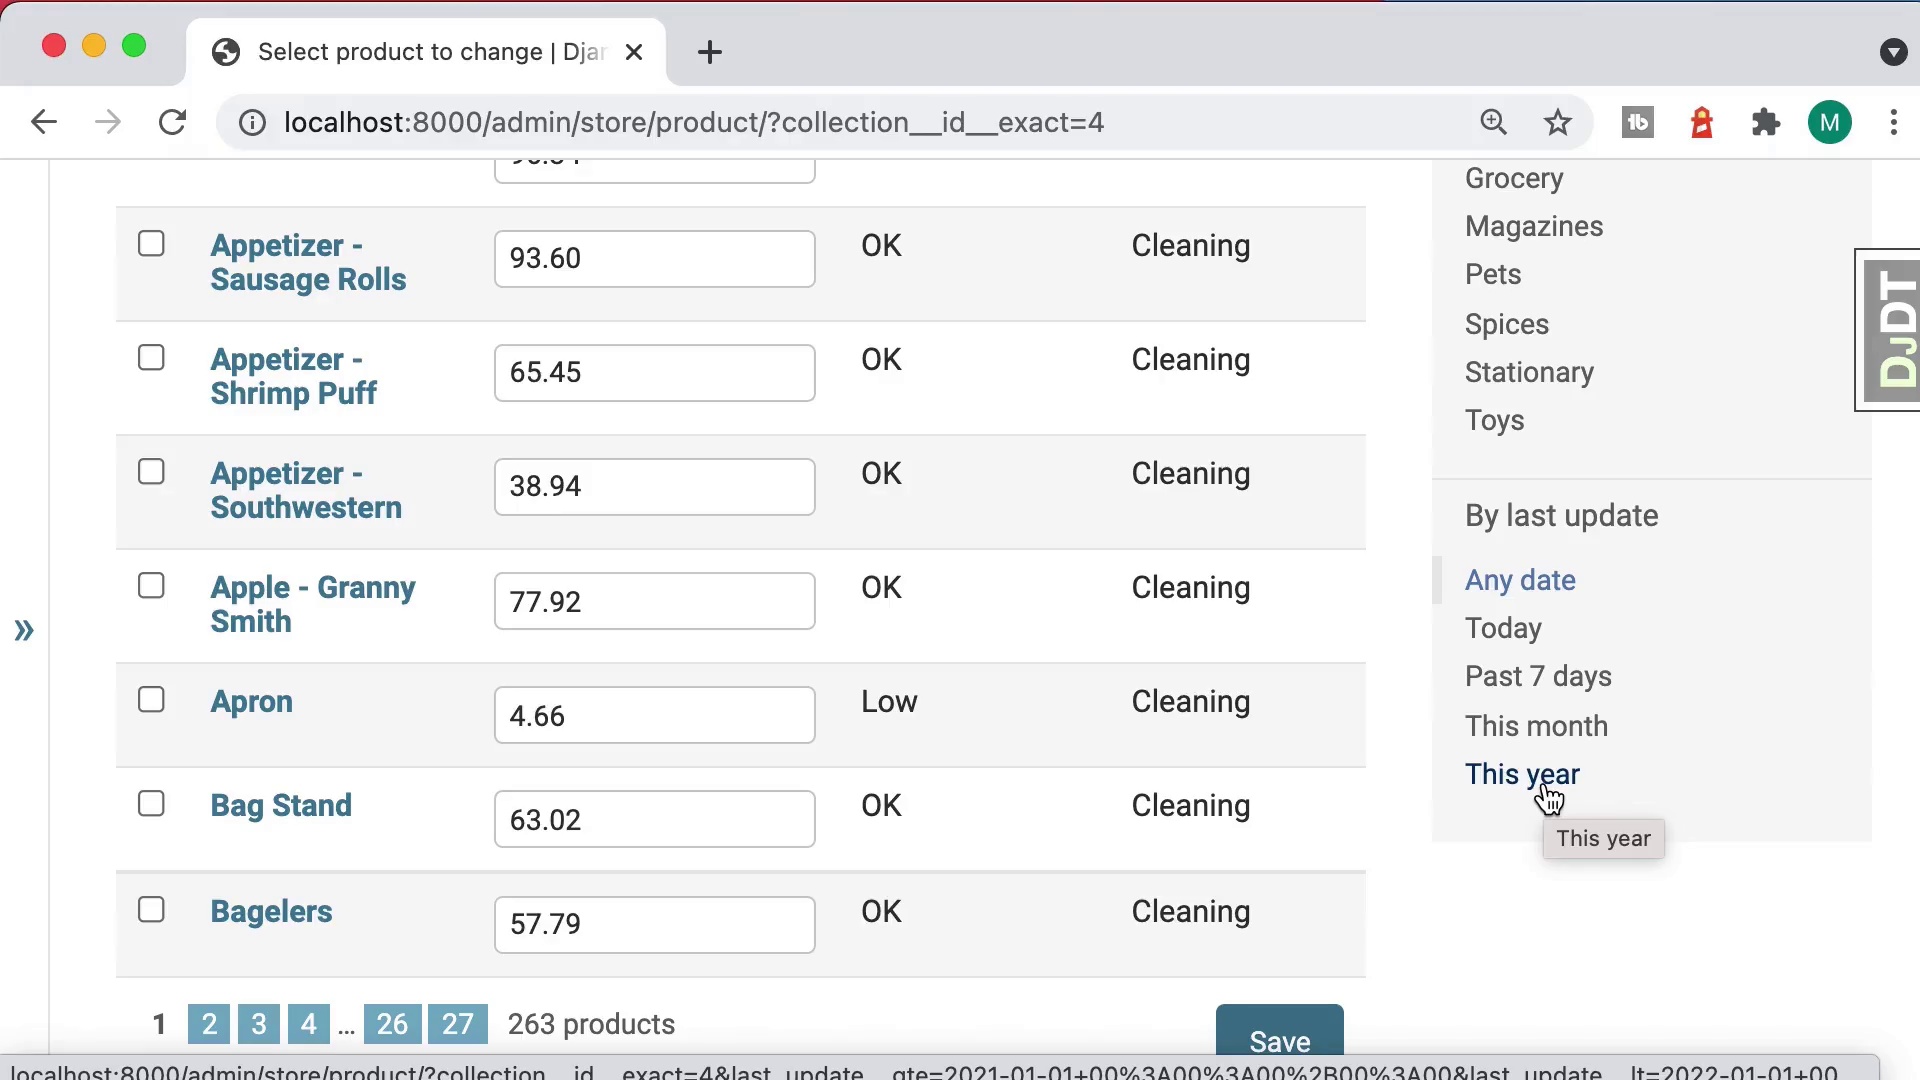 Select product to change | Djan
localhost:8000/admin/store/product/?collection__id__exact=4
M
Grocery
Appetizer - Sausage Rolls
93.60
OK
Cleaning
Magazines
Pets
Spices
Appetizer - Shrimp Puff
65.45
OK
Cleaning
Stationary
Toys
DJDT
Appetizer - Southwestern
38.94
OK
Cleaning
By last update
Apple - Granny Smith
77.92
OK
Cleaning
Any date
Today
Past 7 days
Apron
4.66
Low
Cleaning
This month
This year
Bag Stand
63.02
OK
Cleaning
This year
Bagelers
57.79
OK
Cleaning
1 2 3 4 ... 26 27 263 products
Save
localhost:8000/admin/store/product/?collection__id__exact=4&last_update__gte=2021-01-01+00%3A00%3A00%2B00%3A00&last_update__lt=2022-01-01+00